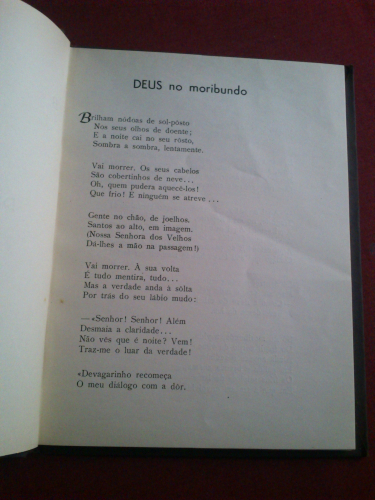 DEUS no moribundo
Brilham nódoas de sol-pôsto
Nos seus olhos de doente;
E a noite cai no seu rôsto,
Sombra a sombra, lentamente.
Vai morrer. Os seus cabelos
São cobertinhos de neve...
Oh, quem pudera aquecê-los!
Que frio! E ninguém se atreve...
Gente no chão, de joelhos.
Santos ao alto, em imagem.
(Nossa Senhora dos Velhos
Dá-lhes a mão na passagem!)
Vai morrer. À sua volta
É tudo mentira, tudo...
Mas a verdade anda à sôlta
Por trás do seu lábio mudo:
—«Senhor! Senhor! Além
Desmaia a claridade...
Não vês que é noite? Vem!
Traz-me o luar da verdade!
«Devagarinho recomeça
O meu diálogo com a dôr.